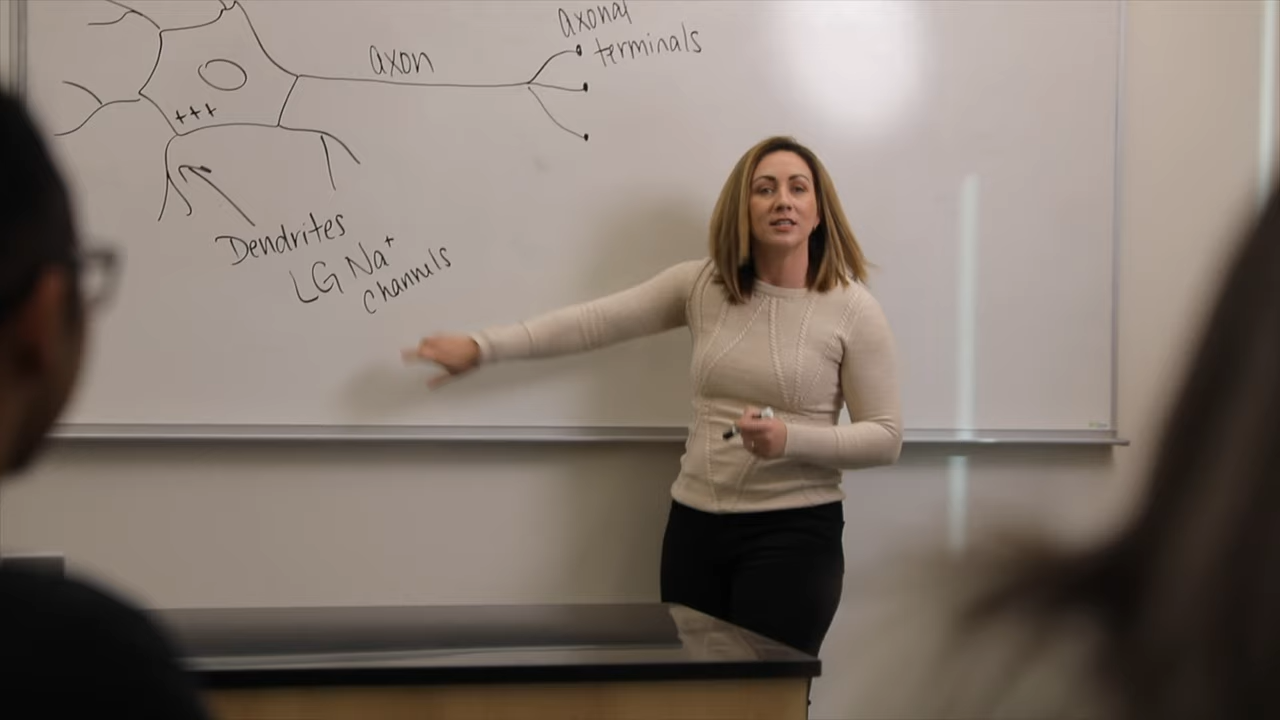 axon
axonal
terminals
+++
Dendrites
LG Na⁺
channels